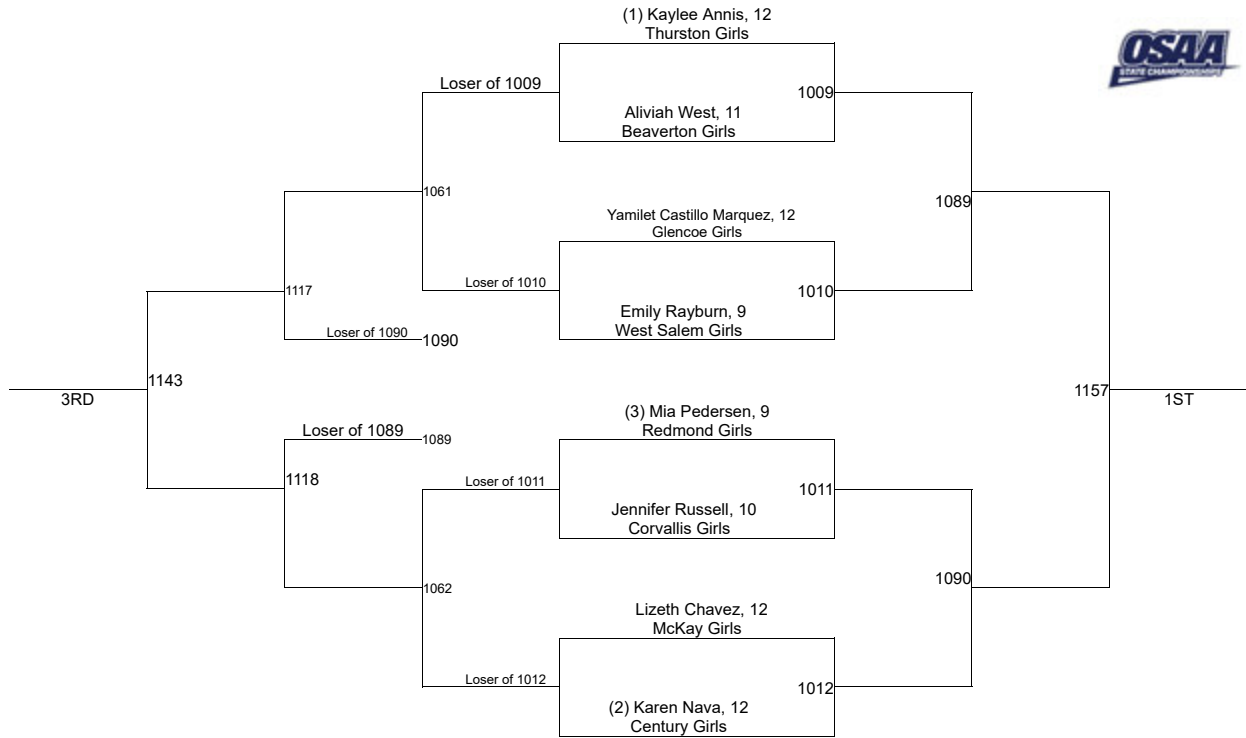 (1) Kaylee Annis, 12
Thurston Girls
OSAA
STATE CHAMPIONSHIPS
Loser of 1009
1009
Aliviah West, 11
Beaverton Girls
1061
1089
Yamilet Castillo Marquez, 12
Glencoe Girls
Loser of 1010
1010
1117
Emily Rayburn, 9
West Salem Girls
Loser of 1090
1090
1143
3RD
1157
1ST
(3) Mia Pedersen, 9
Redmond Girls
Loser of 1089
1089
1118
Loser of 1011
1011
Jennifer Russell, 10
Corvallis Girls
1062
1090
Lizeth Chavez, 12
McKay Girls
Loser of 1012
1012
(2) Karen Nava, 12
Century Girls